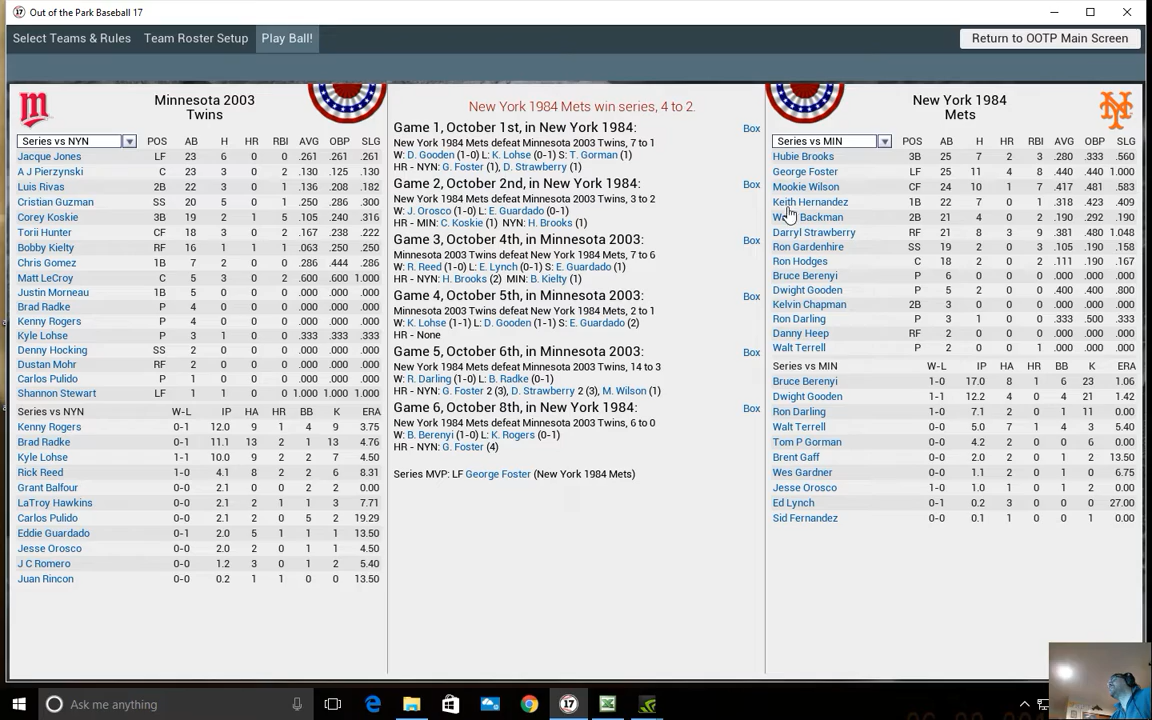 Out of the Park Baseball 17
Select Teams & Rules Team Roster Setup Play Ball! Return to OOTP Main Screen
Minnesota 2003
Twins
Series vs NYN POS AB H HR RBI AVG OBP SLG
Jacque Jones LF 23 6 0 0 .261 .261 .261
A J Pierzynski C 23 3 0 0 .130 .125 .130
Luis Rivas 2B 22 3 0 1 .136 .208 .182
Cristian Guzman SS 20 5 0 1 .250 .286 .300
Corey Koskie 3B 19 2 1 5 .105 .240 .316
Torii Hunter CF 18 3 0 2 .167 .238 .222
Bobby Kielty RF 16 1 1 1 .063 .250 .250
Chris Gomez 1B 7 2 0 0 .286 .444 .286
Matt LeCroy C 5 3 0 2 .600 .600 1.000
Justin Morneau 1B 5 0 0 0 .000 .000 .000
Brad Radke P 4 0 0 0 .000 .000 .000
Kenny Rogers P 4 0 0 0 .000 .000 .000
Kyle Lohse P 3 1 0 0 .333 .333 .333
Denny Hocking SS 2 0 0 0 .000 .000 .000
Dustan Mohr RF 2 0 0 0 .000 .000 .000
Carlos Pulido P 1 0 0 0 .000 .000 .000
Shannon Stewart LF 1 1 0 0 1.000 1.000 1.000
Series vs NYN W-L IP HA HR BB K ERA
Kenny Rogers 0-1 12.0 9 1 4 9 3.75
Brad Radke 0-1 11.1 13 2 1 13 4.76
Kyle Lohse 1-1 10.0 9 2 2 7 4.50
Rick Reed 1-0 4.1 8 2 2 6 8.31
Grant Balfour 0-0 2.1 0 0 2 2 0.00
LaTroy Hawkins 0-0 2.1 2 1 1 3 7.71
Carlos Pulido 0-0 2.1 2 0 5 2 19.29
Eddie Guardado 0-1 2.0 5 1 1 1 13.50
Jesse Orosco 0-0 2.0 2 0 1 1 4.50
J C Romero 0-0 1.2 3 0 1 2 5.40
Juan Rincon 0-0 0.2 1 1 0 0 13.50
New York 1984 Mets win series, 4 to 2.
Game 1, October 1st, in New York 1984: Box
New York 1984 Mets defeat Minnesota 2003 Twins, 7 to 1
W: D. Gooden (1-0) L: K. Lohse (0-1) S: T. Gorman (1)
HR - NYN: G. Foster (1), D. Strawberry (1)
Game 2, October 2nd, in New York 1984: Box
New York 1984 Mets defeat Minnesota 2003 Twins, 3 to 2
W: J. Orosco (1-0) L: E. Guardado (0-1)
HR - MIN: C. Koskie (1) NYN: H. Brooks (1)
Game 3, October 4th, in Minnesota 2003: Box
Minnesota 2003 Twins defeat New York 1984 Mets, 7 to 6
W: R. Reed (1-0) L: E. Lynch (0-1) S: E. Guardado (1)
HR - NYN: H. Brooks (2) MIN: B. Kielty (1)
Game 4, October 5th, in Minnesota 2003: Box
Minnesota 2003 Twins defeat New York 1984 Mets, 2 to 1
W: K. Lohse (1-1) L: D. Gooden (1-1) S: E. Guardado (2)
HR - None
Game 5, October 6th, in Minnesota 2003: Box
New York 1984 Mets defeat Minnesota 2003 Twins, 14 to 3
W: R. Darling (1-0) L: B. Radke (0-1)
HR - NYN: G. Foster 2 (3), D. Strawberry 2 (3), M. Wilson (1)
Game 6, October 8th, in New York 1984: Box
New York 1984 Mets defeat Minnesota 2003 Twins, 6 to 0
W: B. Berenyi (1-0) L: K. Rogers (0-1)
HR - NYN: G. Foster (4)
Series MVP: LF George Foster (New York 1984 Mets)
New York 1984
Mets
Series vs MIN POS AB H HR RBI AVG OBP SLG
Hubie Brooks 3B 25 7 2 3 .280 .333 .560
George Foster LF 25 11 4 8 .440 .440 1.000
Mookie Wilson CF 24 10 1 7 .417 .481 .583
Keith Hernandez 1B 22 7 0 1 .318 .423 .409
Backman 2B 21 4 0 2 .190 .292 .190
Darryl Strawberry RF 21 8 3 9 .381 .480 1.048
Ron Gardenhire SS 19 2 0 3 .105 .190 .158
Ron Hodges C 18 2 0 2 .111 .190 .167
Bruce Berenyi P 6 0 0 0 .000 .000 .000
Dwight Gooden P 5 2 0 0 .400 .400 .800
Kelvin Chapman 2B 3 0 0 1 .000 .000 .000
Ron Darling P 3 1 0 0 .333 .500 .333
Danny Heep RF 2 0 0 0 .000 .000 .000
Walt Terrell P 2 0 0 0 .000 .000 .000
Series vs MIN W-L IP HA HR BB K ERA
Bruce Berenyi 1-0 17.0 8 1 6 23 1.06
Dwight Gooden 1-1 12.2 4 0 4 21 1.42
Ron Darling 1-0 7.1 2 0 1 11 0.00
Walt Terrell 0-0 5.0 7 1 4 3 5.40
Tom P Gorman 0-0 4.2 2 0 0 6 0.00
Brent Gaff 0-0 2.0 2 0 1 2 13.50
Wes Gardner 0-0 1.1 2 0 0 2 6.75
Jesse Orosco 1-0 1.0 1 0 1 2 0.00
Ed Lynch 0-1 0.2 3 0 0 0 27.00
Sid Fernandez 0-0 0.1 1 0 0 1 0.00
Ask me anything